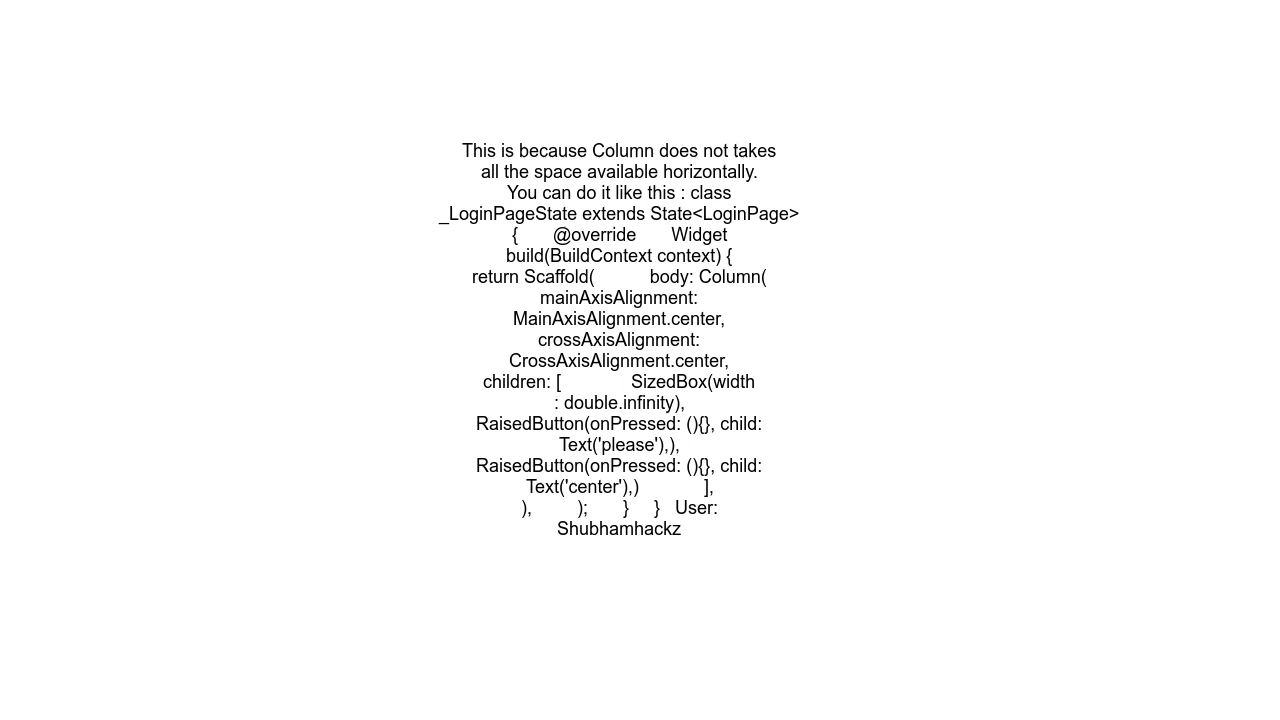 This is because Column does not takes
all the space available horizontally.
You can do it like this : class
_LoginPageState extends State<LoginPage>
{       @override       Widget
build(BuildContext context) {
return Scaffold(           body: Column(
mainAxisAlignment:
MainAxisAlignment.center,
crossAxisAlignment:
CrossAxisAlignment.center,
children: [              SizedBox(width
: double.infinity),
RaisedButton(onPressed: (){}, child:
Text('please'),),
RaisedButton(onPressed: (){}, child:
Text('center'),)             ],
),         );       }     }   User:
Shubhamhackz